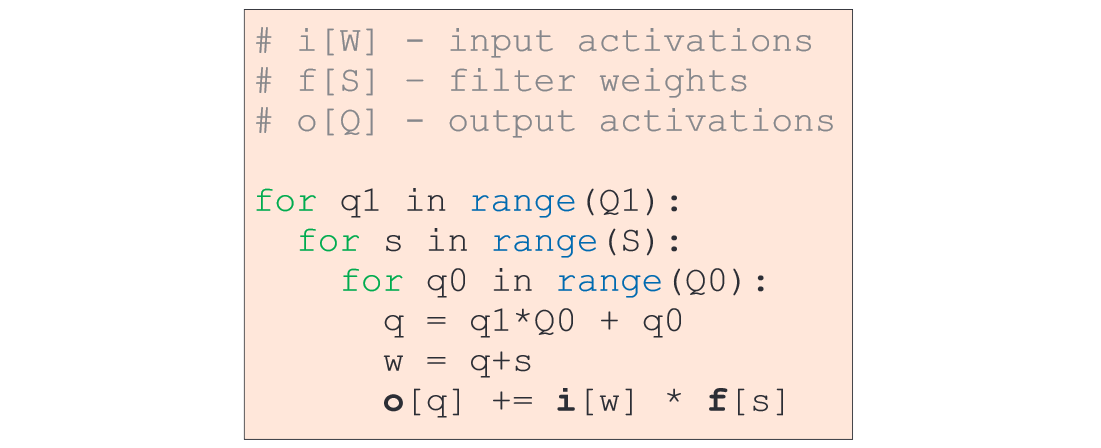 # i[W] - input activations
# f[S] – filter weights
# o[Q] - output activations
for q1 in range(Q1):
for s in range(S):
for q0 in range(Q0):
q = q1*Q0 + q0
w = q+s
o[q] += i[w] * f[s]